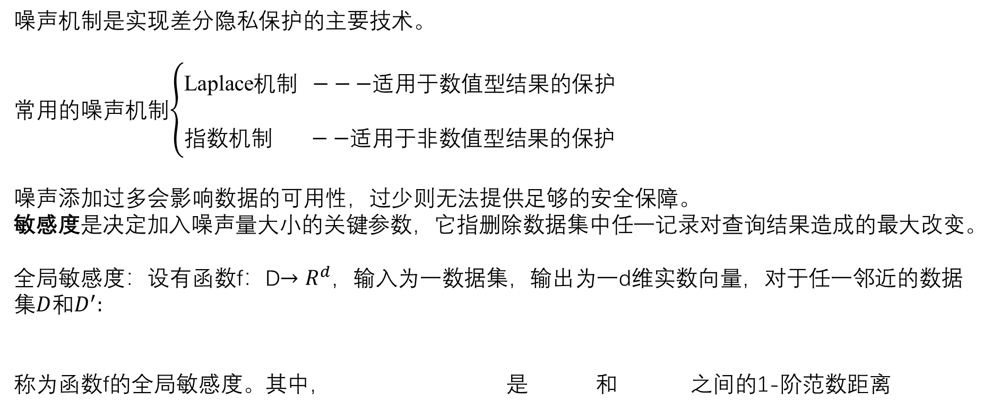 噪声机制是实现差分隐私保护的主要技术。
Laplace机制 －－－适用于数值型结果的保护
常用的噪声机制
指数机制 －－适用于非数值型结果的保护
噪声添加过多会影响数据的可用性，过少则无法提供足够的安全保障。
敏感度是决定加入噪声量大小的关键参数，它指删除数据集中任一记录对查询结果造成的最大改变。
全局敏感度：设有函数f：D→ R^d，输入为一数据集，输出为一d维实数向量，对于任一邻近的数据
集D和D′:
称为函数f的全局敏感度。其中， 是 和 之间的1-阶范数距离